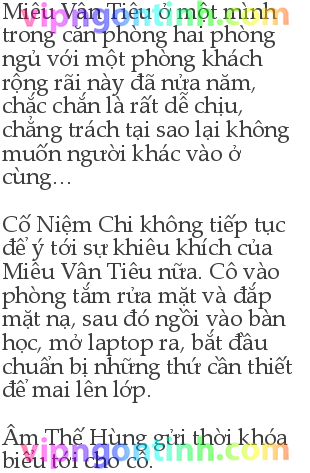 Miêu Vân Tiêu ở một mình
trong căn phòng hai phòng
ngủ với một phòng khách
rộng rãi này đã nửa năm,
chắc chắn là rất dễ chịu,
chẳng trách tại sao lại không
muốn người khác vào ở
cùng...
Cố Niệm Chi không tiếp tục
để ý tới sự khiêu khích của
Miêu Vân Tiêu nữa. Cô vào
phòng tắm rửa mặt và đắp
mặt nạ, sau đó ngồi vào bàn
học, mở laptop ra, bắt đầu
chuẩn bị những thứ cần thiết
để mai lên lớp.
Âm Thế Hùng gửi thời khóa
biểu tới cho cô.
vipngontinh.com
vipngontinh.com